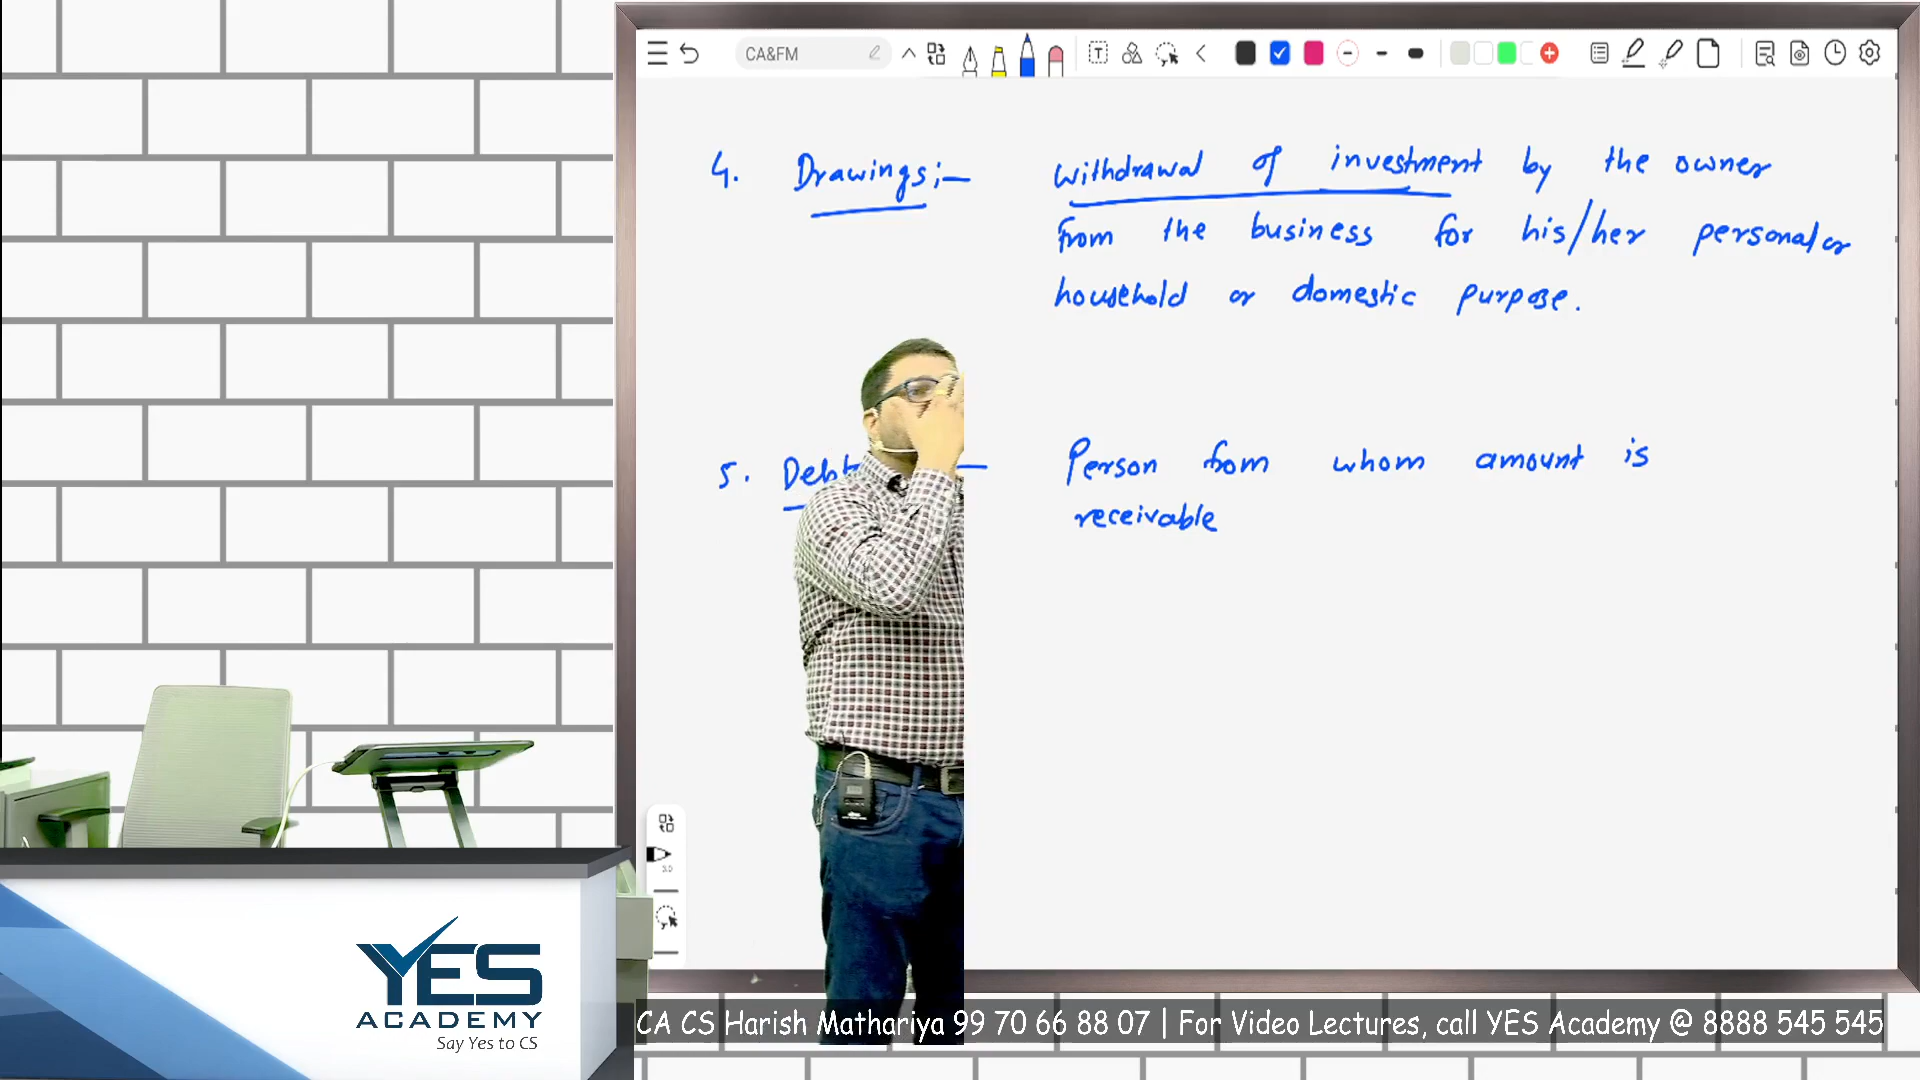 CA&FM
4. Drawings;— withdrawal of investment by the owner
from the business for his/her personal or
household or domestic purpose.
5. Debt — Person from whom amount is
receivable
YES
ACADEMY
Say Yes to CS
CA CS Harish Mathariya 99 70 66 88 07 | For Video Lectures, call YES Academy @ 8888 545 545